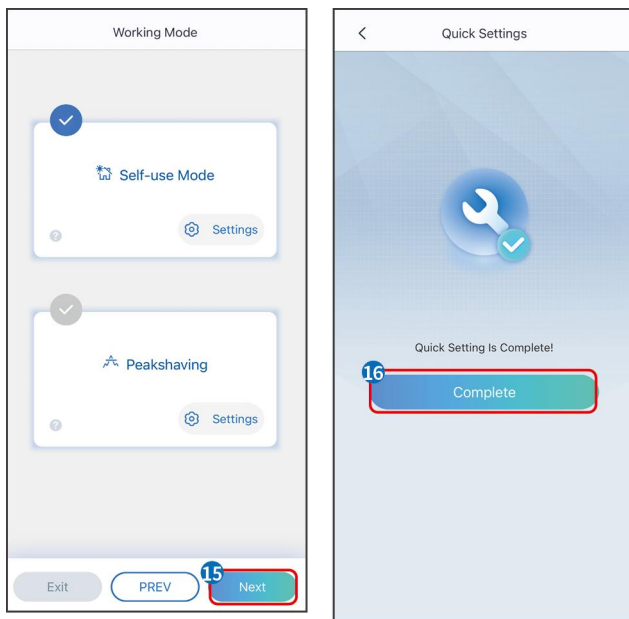 Working Mode
Self-use Mode
?
Settings
Peakshaving
?
Settings
Exit
PREV
15
Next
Quick Settings
Quick Setting Is Complete!
16
Complete